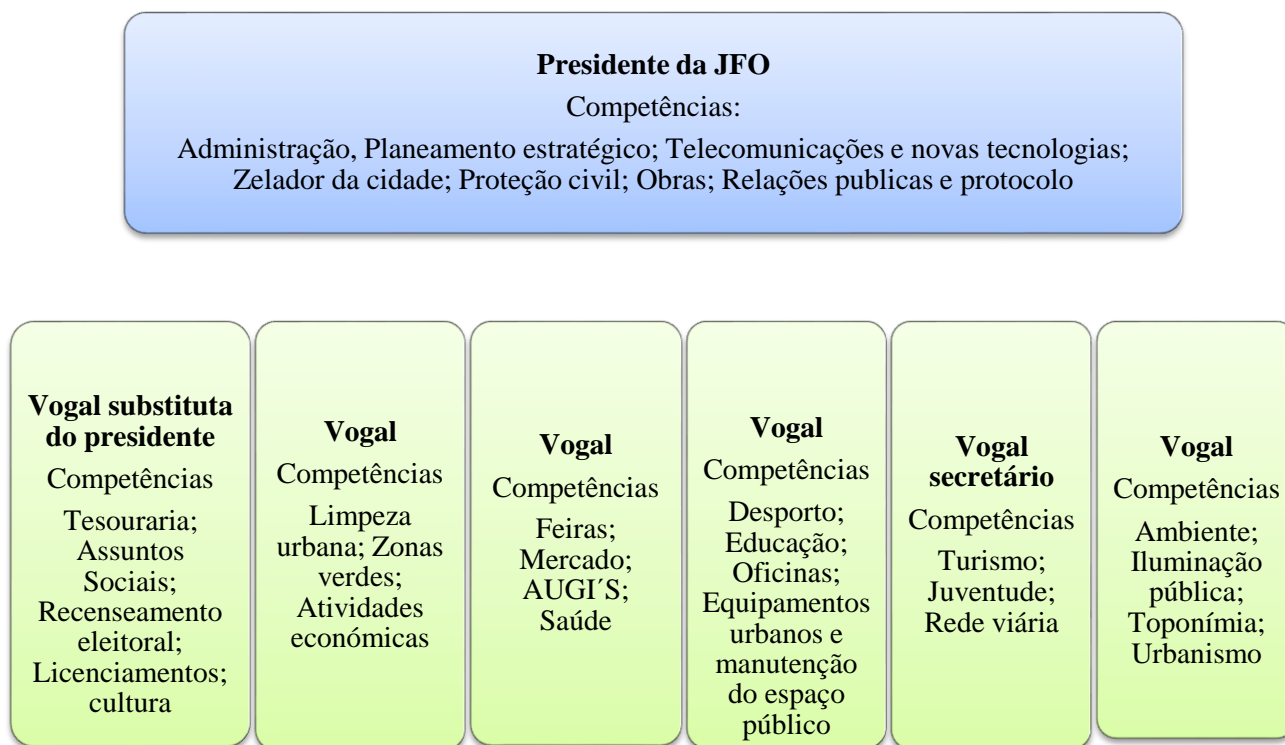 Presidente da JFO
Competências:
Administração, Planeamento estratégico; Telecomunicações e novas tecnologias;
Zelador da cidade; Proteção civil; Obras; Relações publicas e protocolo
Vogal substituta
do presidente
Competências
Tesouraria;
Assuntos
Sociais;
Recenseamento
eleitoral;
Licenciamentos;
cultura
Vogal
Competências
Limpeza
urbana; Zonas
verdes;
Atividades
económicas
Vogal
Competências
Feiras;
Mercado;
AUGI´S;
Saúde
Vogal
Competências
Desporto;
Educação;
Oficinas;
Equipamentos
urbanos e
manutenção
do espaço
público
Vogal
secretário
Competências
Turismo;
Juventude;
Rede viária
Vogal
Competências
Ambiente;
Iluminação
pública;
Toponímia;
Urbanismo